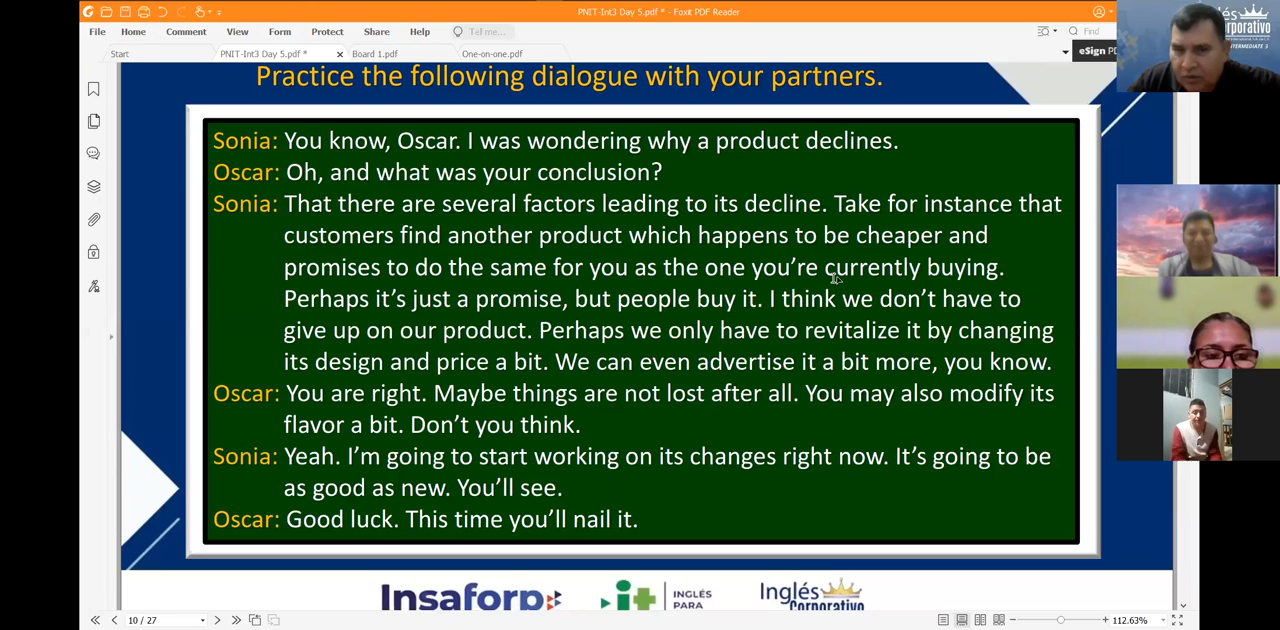 PNIT-Int3 Day 5.pdf * - Foxit PDF Reader
File Home Comment View Form Protect Share Help Tell me... Find
Start PNIT-Int3 Day 5.pdf * Board 1.pdf One-on-one.pdf eSign PD
Inglés
Corporativo
INTERMEDIATE 3
Practice the following dialogue with your partners.
Sonia: You know, Oscar. I was wondering why a product declines.
Oscar: Oh, and what was your conclusion?
Sonia: That there are several factors leading to its decline. Take for instance that
customers find another product which happens to be cheaper and
promises to do the same for you as the one you're currently buying.
Perhaps it's just a promise, but people buy it. I think we don't have to
give up on our product. Perhaps we only have to revitalize it by changing
its design and price a bit. We can even advertise it a bit more, you know.
Oscar: You are right. Maybe things are not lost after all. You may also modify its
flavor a bit. Don't you think.
Sonia: Yeah. I'm going to start working on its changes right now. It's going to be
as good as new. You'll see.
Oscar: Good luck. This time you'll nail it.
Insaforp
it
INGLÉS
PARA
Inglés
Corporativo
10 / 27
112.63%